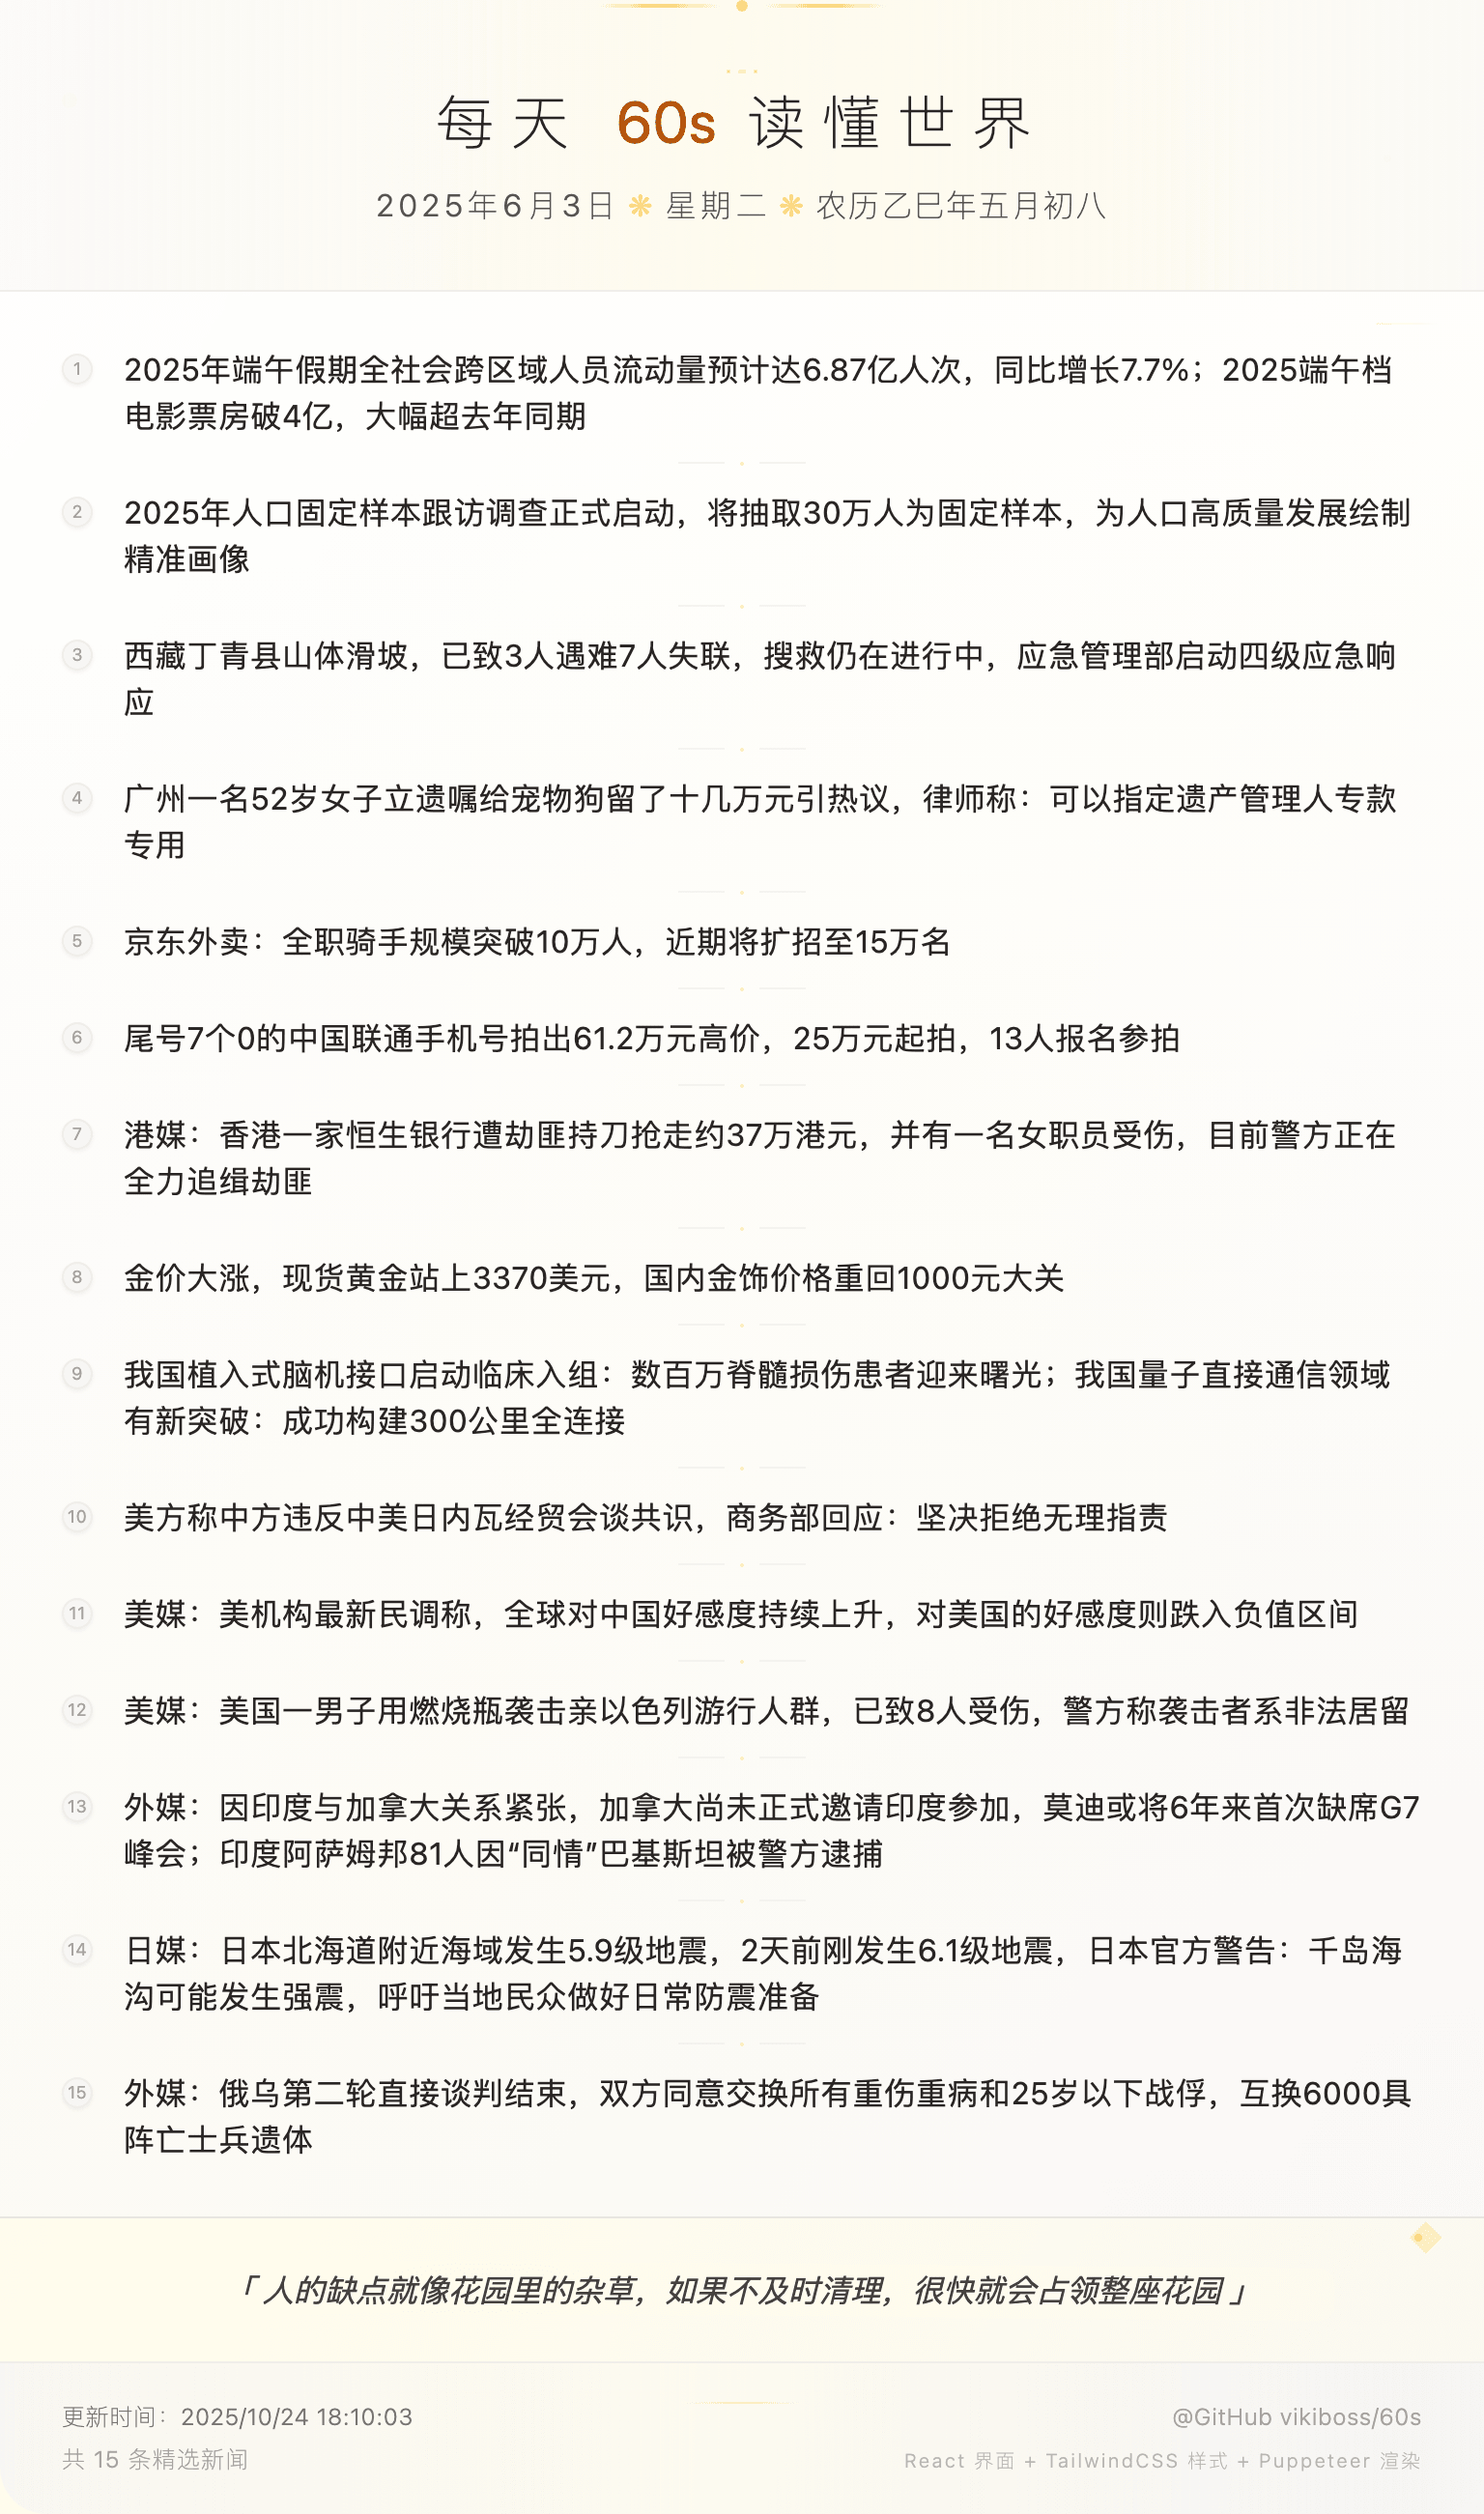 每天 60s 读懂世界
2025年6月3日 ❋ 星期二 ❋ 农历乙巳年五月初八
1 2025年端午假期全社会跨区域人员流动量预计达6.87亿人次，同比增长7.7%；2025端午档
电影票房破4亿，大幅超去年同期
2 2025年人口固定样本跟访调查正式启动，将抽取30万人为固定样本，为人口高质量发展绘制
精准画像
3 西藏丁青县山体滑坡，已致3人遇难7人失联，搜救仍在进行中，应急管理部启动四级应急响
应
4 广州一名52岁女子立遗嘱给宠物狗留了十几万元引热议，律师称：可以指定遗产管理人专款
专用
5 京东外卖：全职骑手规模突破10万人，近期将扩招至15万名
6 尾号7个0的中国联通手机号拍出61.2万元高价，25万元起拍，13人报名参拍
7 港媒：香港一家恒生银行遭劫匪持刀抢走约37万港元，并有一名女职员受伤，目前警方正在
全力追缉劫匪
8 金价大涨，现货黄金站上3370美元，国内金饰价格重回1000元大关
9 我国植入式脑机接口启动临床入组：数百万脊髓损伤患者迎来曙光；我国量子直接通信领域
有新突破：成功构建300公里全连接
10 美方称中方违反中美日内瓦经贸会谈共识，商务部回应：坚决拒绝无理指责
11 美媒：美机构最新民调称，全球对中国好感度持续上升，对美国的好感度则跌入负值区间
12 美媒：美国一男子用燃烧瓶袭击亲以色列游行人群，已致8人受伤，警方称袭击者系非法居留
13 外媒：因印度与加拿大关系紧张，加拿大尚未正式邀请印度参加，莫迪或将6年来首次缺席G7
峰会；印度阿萨姆邦81人因“同情”巴基斯坦被警方逮捕
14 日媒：日本北海道附近海域发生5.9级地震，2天前刚发生6.1级地震，日本官方警告：千岛海
沟可能发生强震，呼吁当地民众做好日常防震准备
15 外媒：俄乌第二轮直接谈判结束，双方同意交换所有重伤重病和25岁以下战俘，互换6000具
阵亡士兵遗体
「 人的缺点就像花园里的杂草，如果不及时清理，很快就会占领整座花园 」
更新时间：2025/10/24 18:10:03
@GitHub vikiboss/60s
共 15 条精选新闻
React 界面 + TailwindCSS 样式 + Puppeteer 渲染